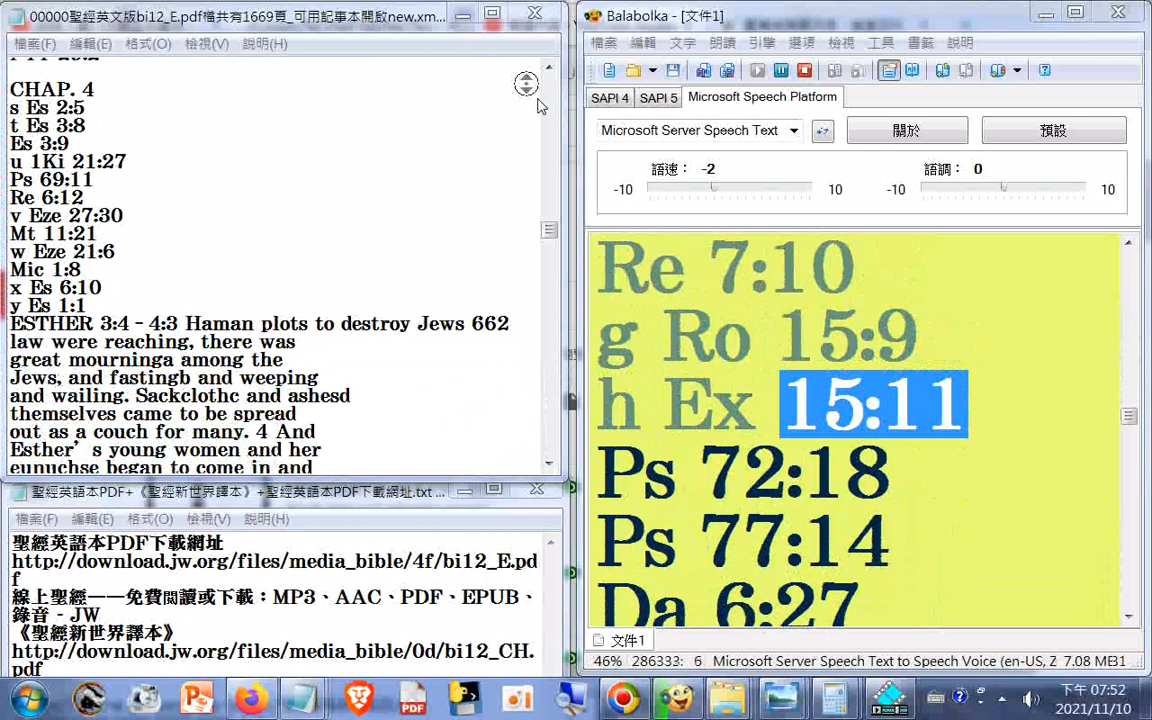 00000聖經英文版bi12_E.pdf檔共有1669頁_可用記事本開啟new.xm...
檔案(F) 編輯(E) 格式(O) 檢視(V) 說明(H)
CHAP. 4
s Es 2:5
t Es 3:8
Es 3:9
u 1Ki 21:27
Ps 69:11
Re 6:12
v Eze 27:30
Mt 11:21
w Eze 21:6
Mic 1:8
x Es 6:10
y Es 1:1
ESTHER 3:4 - 4:3 Haman plots to destroy Jews 662
law were reaching, there was
great mourninga among the
Jews, and fastingb and weeping
and wailing. Sackclothc and ashesd
themselves came to be spread
out as a couch for many. 4 And
Esther's young women and her
eunuchse began to come in and
聖經英語本PDF+《聖經新世界譯本》+聖經英語本PDF下載網址.txt ...
檔案(F) 編輯(E) 格式(O) 檢視(V) 說明(H)
聖經英語本PDF下載網址
http://download.jw.org/files/media_bible/4f/bi12_E.pd
f
線上聖經——免費閱讀或下載：MP3、AAC、PDF、EPUB、
錄音 - JW
《聖經新世界譯本》
http://download.jw.org/files/media_bible/0d/bi12_CH.
pdf
Balabolka - [文件1]
檔案 編輯 文字 朗讀 引擎 選項 檢視 工具 書籤 說明
SAPI 4 SAPI 5 Microsoft Speech Platform
Microsoft Server Speech Text 關於 預設
語速： -2 語調： 0
-10 10 -10 10
Re 7:10
g Ro 15:9
h Ex 15:11
Ps 72:18
Ps 77:14
Da 6:27
文件1
46% 286333: 6 Microsoft Server Speech Text to Speech Voice (en-US, Z 7.08 MB1
PDF
下午 07:52
2021/11/10